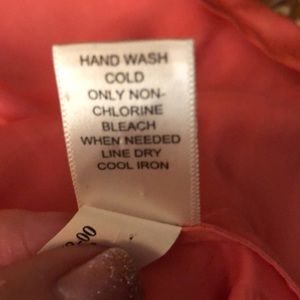 HAND WASH
COLD
ONLY NON-
CHLORINE
BLEACH
WHEN NEEDED
LINE DRY
COOL IRON